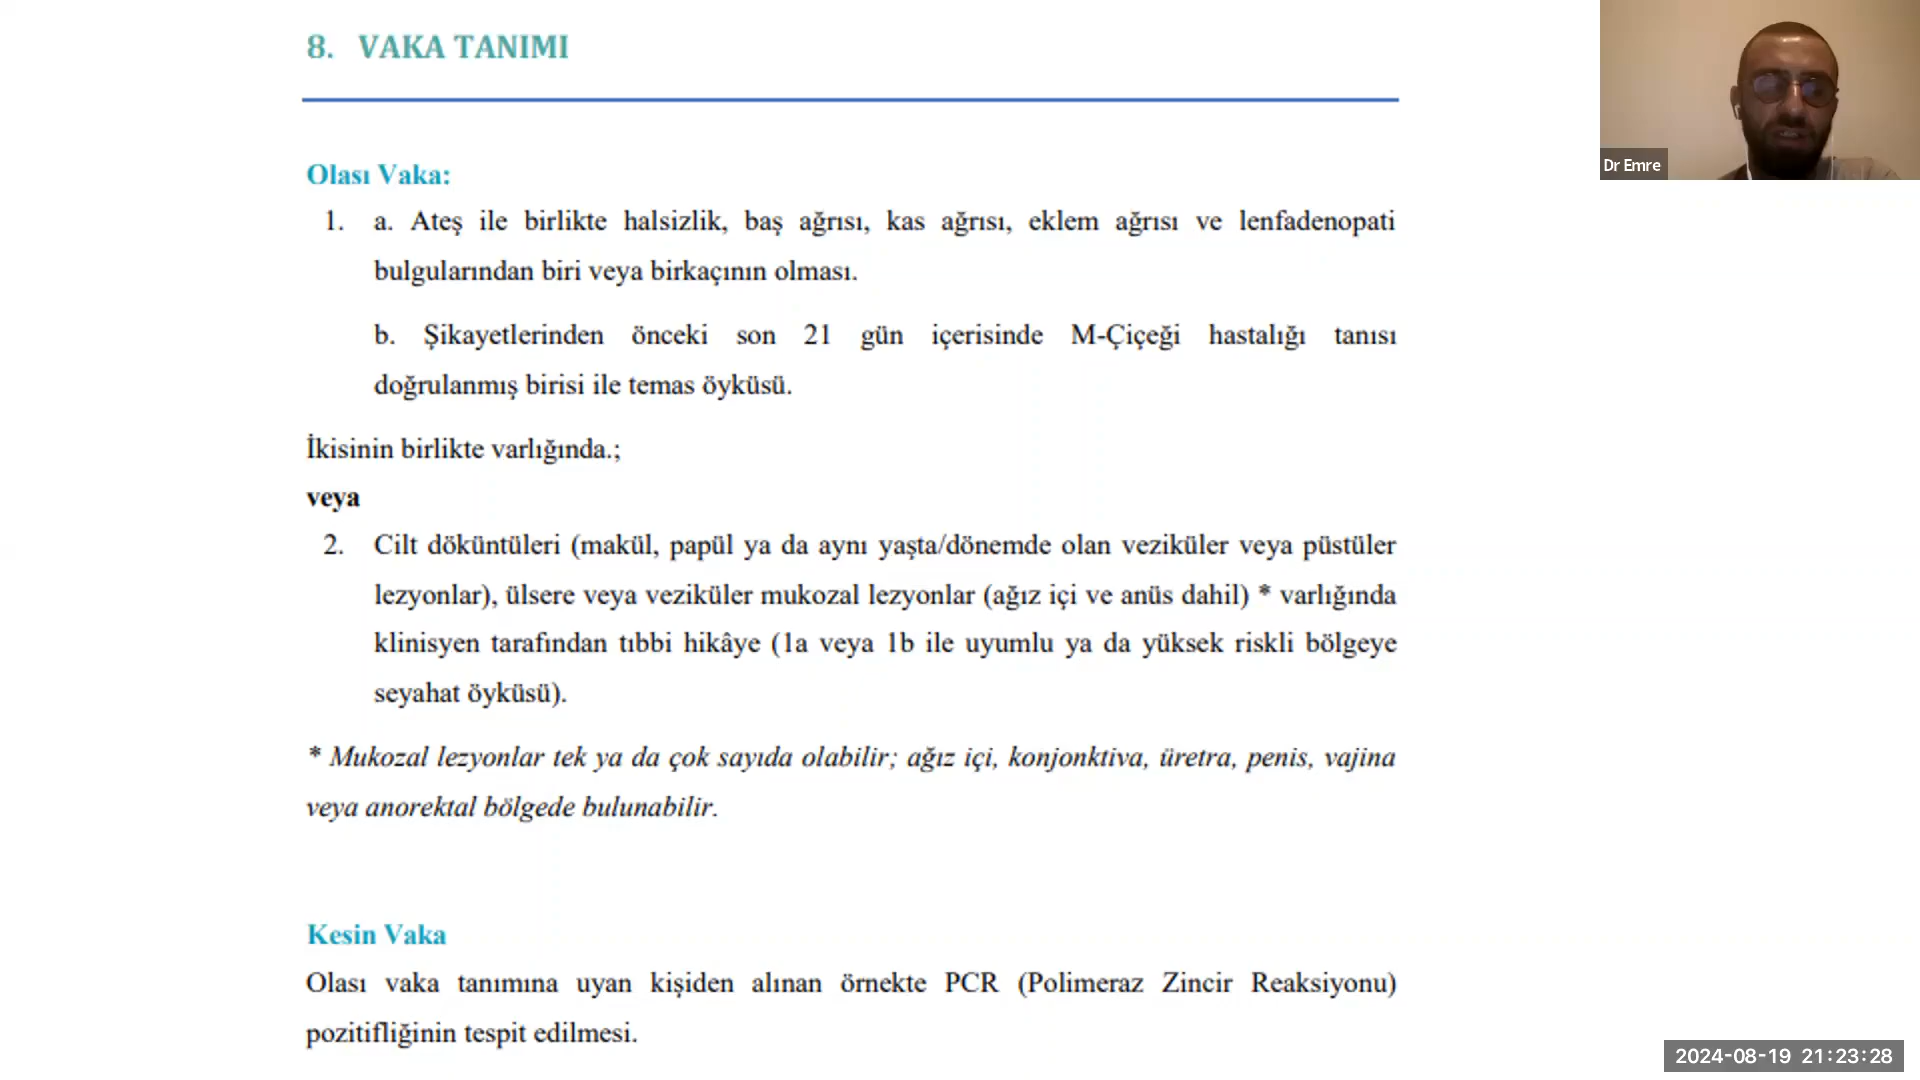 8. VAKA TANIMI
Olası Vaka:
1. a. Ateş ile birlikte halsizlik, baş ağrısı, kas ağrısı, eklem ağrısı ve lenfadenopati
bulgularından biri veya birkaçının olması.
b. Şikayetlerinden önceki son 21 gün içerisinde M-Çiçeği hastalığı tanısı
doğrulanmış birisi ile temas öyküsü.
İkisinin birlikte varlığında.;
veya
2. Cilt döküntüleri (makül, papül ya da aynı yaşta/dönemde olan veziküler veya püstüler
lezyonlar), ülsere veya veziküler mukozal lezyonlar (ağız içi ve anüs dahil) * varlığında
klinisyen tarafından tıbbi hikâye (1a veya 1b ile uyumlu ya da yüksek riskli bölgeye
seyahat öyküsü).
* Mukozal lezyonlar tek ya da çok sayıda olabilir; ağız içi, konjonktiva, üretra, penis, vajina
veya anorektal bölgede bulunabilir.
Kesin Vaka
Olası vaka tanımına uyan kişiden alınan örnekte PCR (Polimeraz Zincir Reaksiyonu)
pozitifliğinin tespit edilmesi.
Dr Emre
2024-08-19 21:23:28